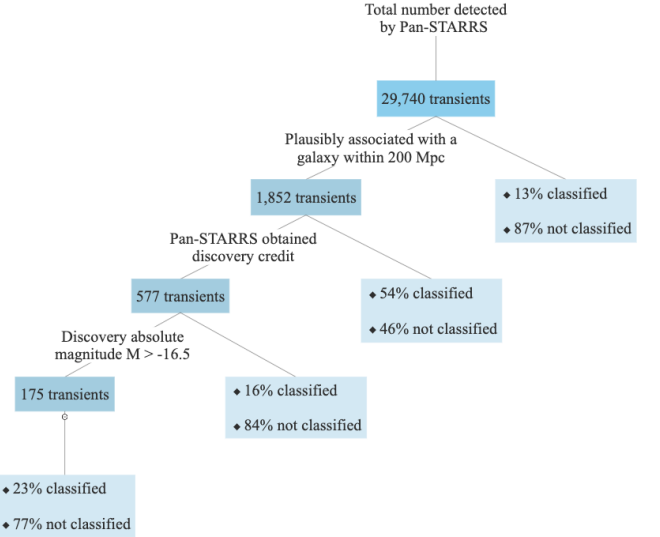 Total number detected
by Pan-STARRS
29,740 transients
Plausibly associated with a
galaxy within 200 Mpc
◆ 13% classified
◆ 87% not classified
1,852 transients
Pan-STARRS obtained
discovery credit
◆ 54% classified
◆ 46% not classified
577 transients
Discovery absolute
magnitude M > -16.5
◆ 16% classified
◆ 84% not classified
175 transients
◆ 23% classified
◆ 77% not classified